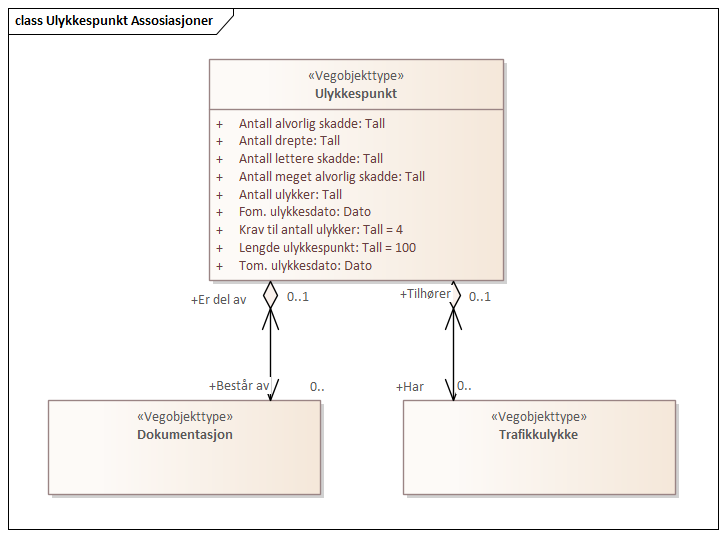 class Ulykkespunkt Assosiasjoner
«Vegobjekttype»
Ulykkespunkt
+ Antall alvorlig skadde: Tall
+ Antall drepte: Tall
+ Antall lettere skadde: Tall
+ Antall meget alvorlig skadde: Tall
+ Antall ulykker: Tall
+ Fom. ulykkesdato: Dato
+ Krav til antall ulykker: Tall = 4
+ Lengde ulykkespunkt: Tall = 100
+ Tom. ulykkesdato: Dato
+Er del av 0..1 +Tilhører 0..1
+Består av 0.. +Har 0..
«Vegobjekttype»
Dokumentasjon
«Vegobjekttype»
Trafikkulykke